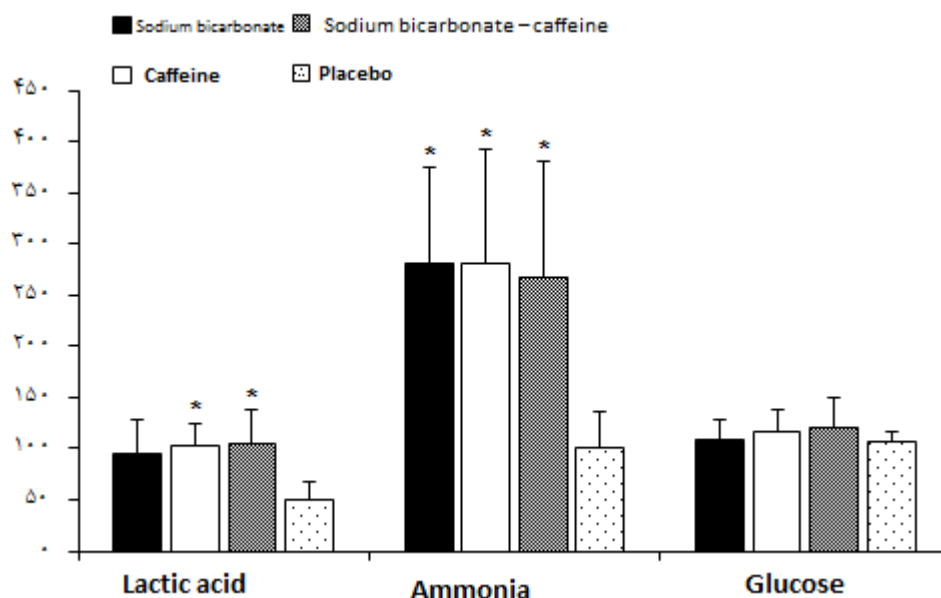 Sodium bicarbonate Sodium bicarbonate – caffeine
Caffeine Placebo
۴۵۰
۴۰۰
۳۵۰
۳۰۰
۲۵۰
۲۰۰
۱۵۰
۱۰۰
۵۰
۰
* * *
* *
Lactic acid Ammonia Glucose